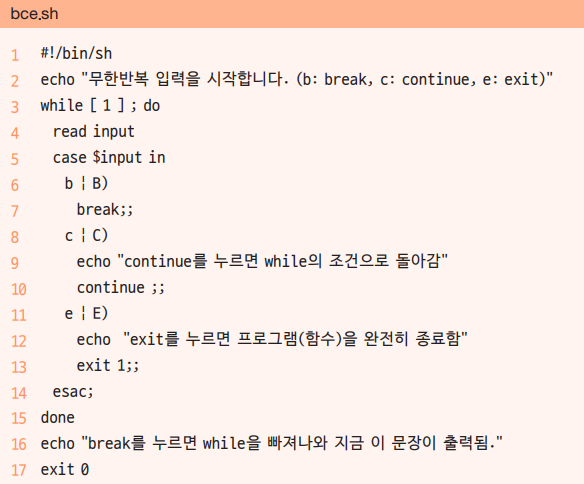 bce.sh
1 #!/bin/sh
2 echo "무한반복 입력을 시작합니다. (b: break, c: continue, e: exit)"
3 while [ 1 ] ; do
4 read input
5 case $input in
6 b ¦ B)
7 break;;
8 c ¦ C)
9 echo "continue를 누르면 while의 조건으로 돌아감"
10 continue ;;
11 e ¦ E)
12 echo "exit를 누르면 프로그램(함수)을 완전히 종료함"
13 exit 1;;
14 esac;
15 done
16 echo "break를 누르면 while을 빠져나와 지금 이 문장이 출력됨."
17 exit 0